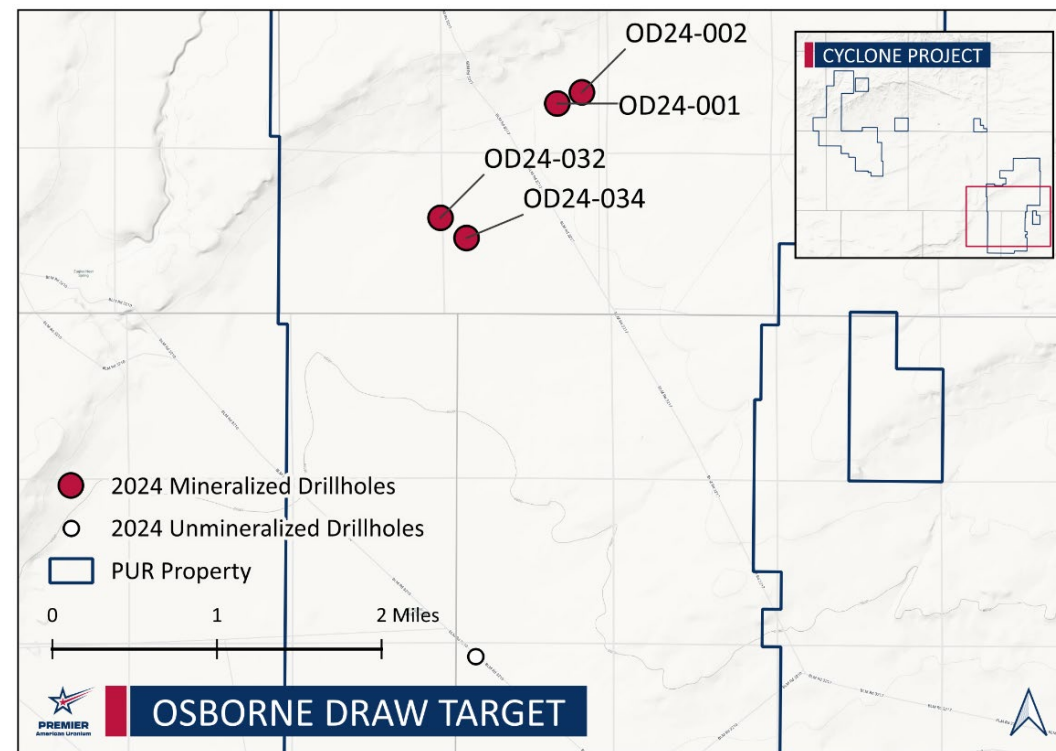 OD24-002
CYCLONE PROJECT
OD24-001
OD24-032
OD24-034
2024 Mineralized Drillholes
2024 Unmineralized Drillholes
PUR Property
0 1 2 Miles
PREMIER
American Uranium
OSBORNE DRAW TARGET